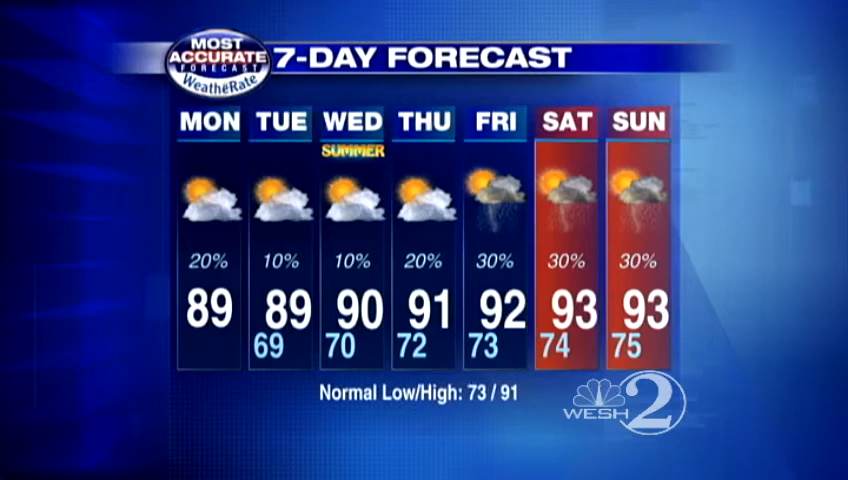 MOST
ACCURATE
FORECAST
WeatheRate
7-DAY FORECAST
MON TUE WED THU FRI SAT SUN
SUMMER
20% 10% 10% 20% 30% 30% 30%
89 89 90 91 92 93 93
69 70 72 73 74 75
Normal Low/High: 73 / 91
WESH 2